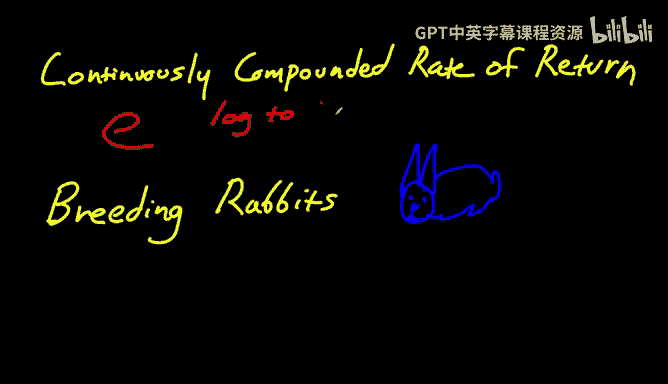 GPT中英字幕课程资源 bilibili
Continuously Compounded Rate of Return
e log to
Breeding Rabbits